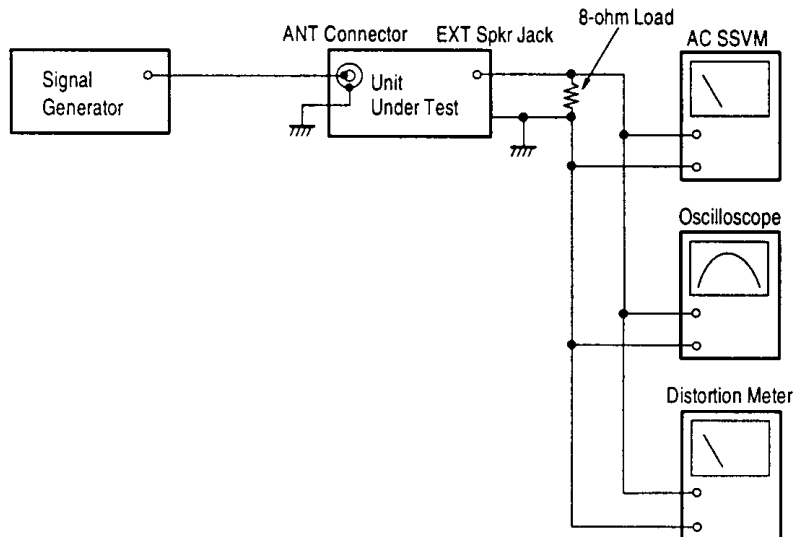 8-ohm Load
ANT Connector
EXT Spkr Jack
AC SSVM
Signal
Generator
Unit
Under Test
Oscilloscope
Distortion Meter